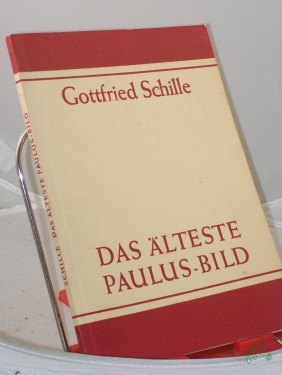 Gottfried Schille
DAS ÄLTESTE
PAULUS-BILD
SCHILLE DAS ÄLTESTE PAULUS-BILD